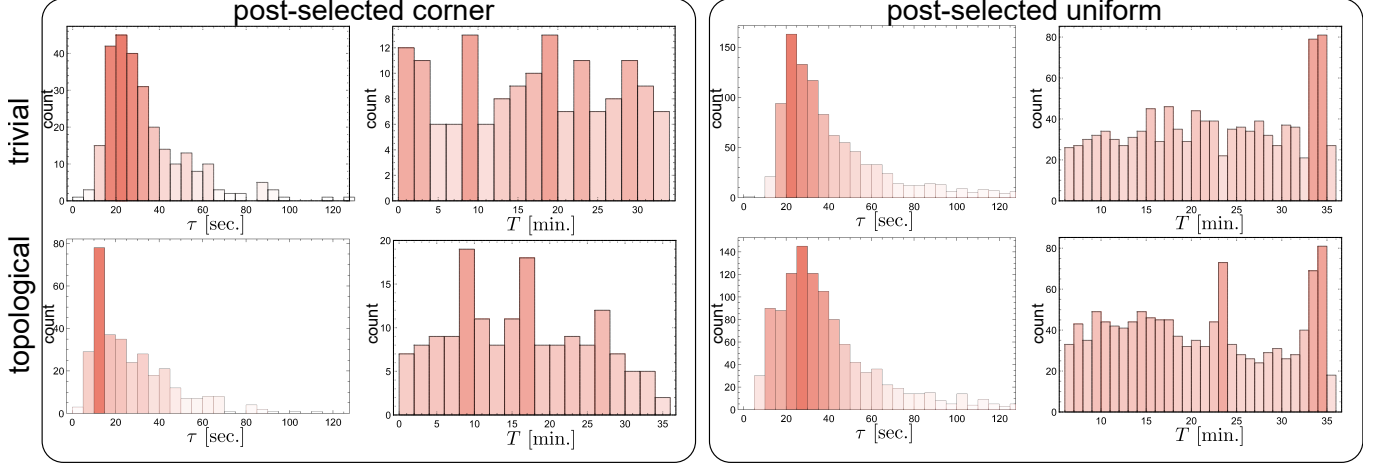 post-selected corner
post-selected uniform
trivial
count
40
30
20
10
0
0 20 40 60 80 100 120
τ [sec.]
count
12
10
8
6
4
2
0
0 5 10 15 20 25 30
T [min.]
count
150
100
50
0
0 20 40 60 80 100 120
τ [sec.]
count
80
60
40
20
0
10 15 20 25 30 35
T [min.]
topological
count
80
60
40
20
0
0 20 40 60 80 100 120
τ [sec.]
count
20
15
10
5
0
0 5 10 15 20 25 30 35
T [min.]
count
140
120
100
80
60
40
20
0
0 20 40 60 80 100 120
τ [sec.]
count
80
60
40
20
0
10 15 20 25 30 35
T [min.]